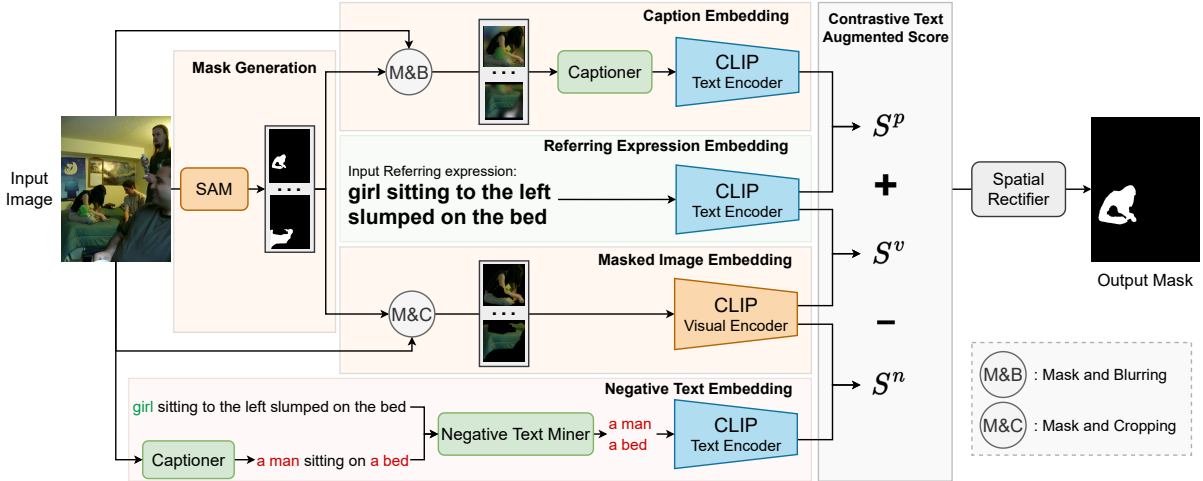 Caption Embedding
Contrastive Text
Augmented Score
Mask Generation
M&B
Captioner
CLIP
Text Encoder
S^p
Referring Expression Embedding
Input
Image
SAM
Input Referring expression:
girl sitting to the left
slumped on the bed
CLIP
Text Encoder
+
Spatial
Rectifier
Masked Image Embedding
S^v
Output Mask
M&C
CLIP
Visual Encoder
−
Negative Text Embedding
S^n
girl sitting to the left slumped on the bed
Negative Text Miner
a man
a bed
CLIP
Text Encoder
Captioner
a man sitting on a bed
M&B : Mask and Blurring
M&C : Mask and Cropping